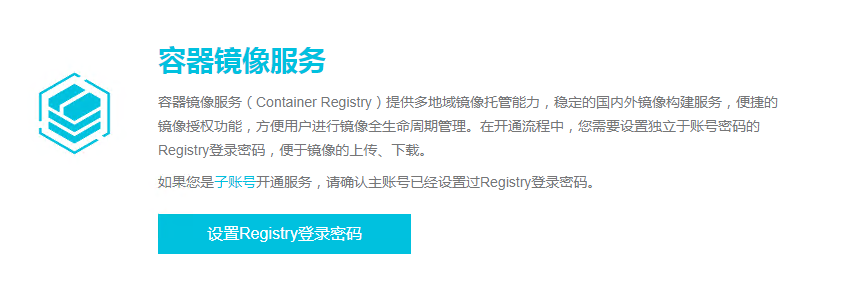 容器镜像服务
容器镜像服务（Container Registry）提供多地域镜像托管能力，稳定的国内外镜像构建服务，便捷的
镜像授权功能，方便用户进行镜像全生命周期管理。在开通流程中，您需要设置独立于账号密码的
Registry登录密码，便于镜像的上传、下载。
如果您是子账号开通服务，请确认主账号已经设置过Registry登录密码。
设置Registry登录密码